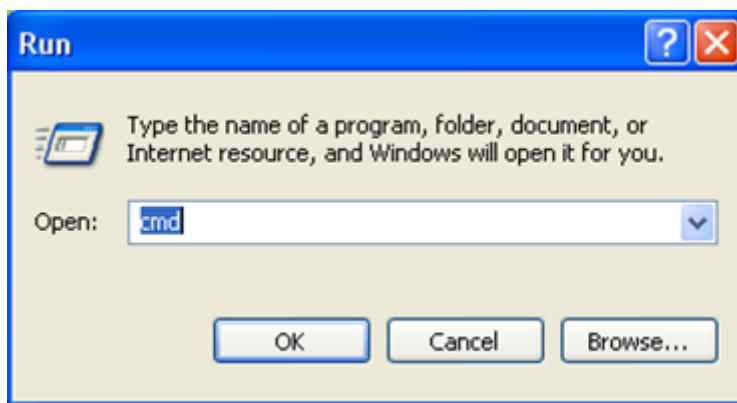 Run
Type the name of a program, folder, document, or
Internet resource, and Windows will open it for you.
Open: cmd
OK Cancel Browse...